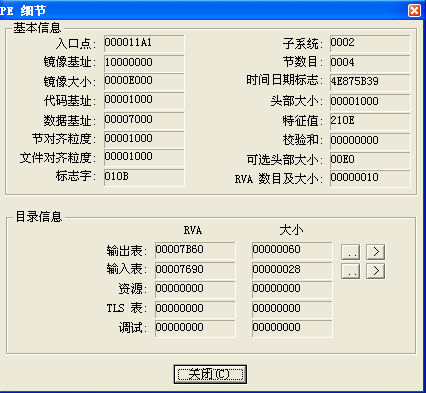 PE 细节
基本信息
入口点: 000011A1 子系统: 0002
镜像基址: 10000000 节数目: 0004
镜像大小: 0000E000 时间日期标志: 4E875B39
代码基址: 00001000 头部大小: 00001000
数据基址: 00007000 特征值: 210E
节对齐粒度: 00001000 校验和: 00000000
文件对齐粒度: 00001000 可选头部大小: 00E0
标志字: 010B RVA 数目及大小: 00000010
目录信息
RVA 大小
输出表: 00007B60 00000060 .. >
输入表: 00007690 00000028 .. >
资源: 00000000 00000000
TLS 表: 00000000 00000000
调试: 00000000 00000000
关闭(C)